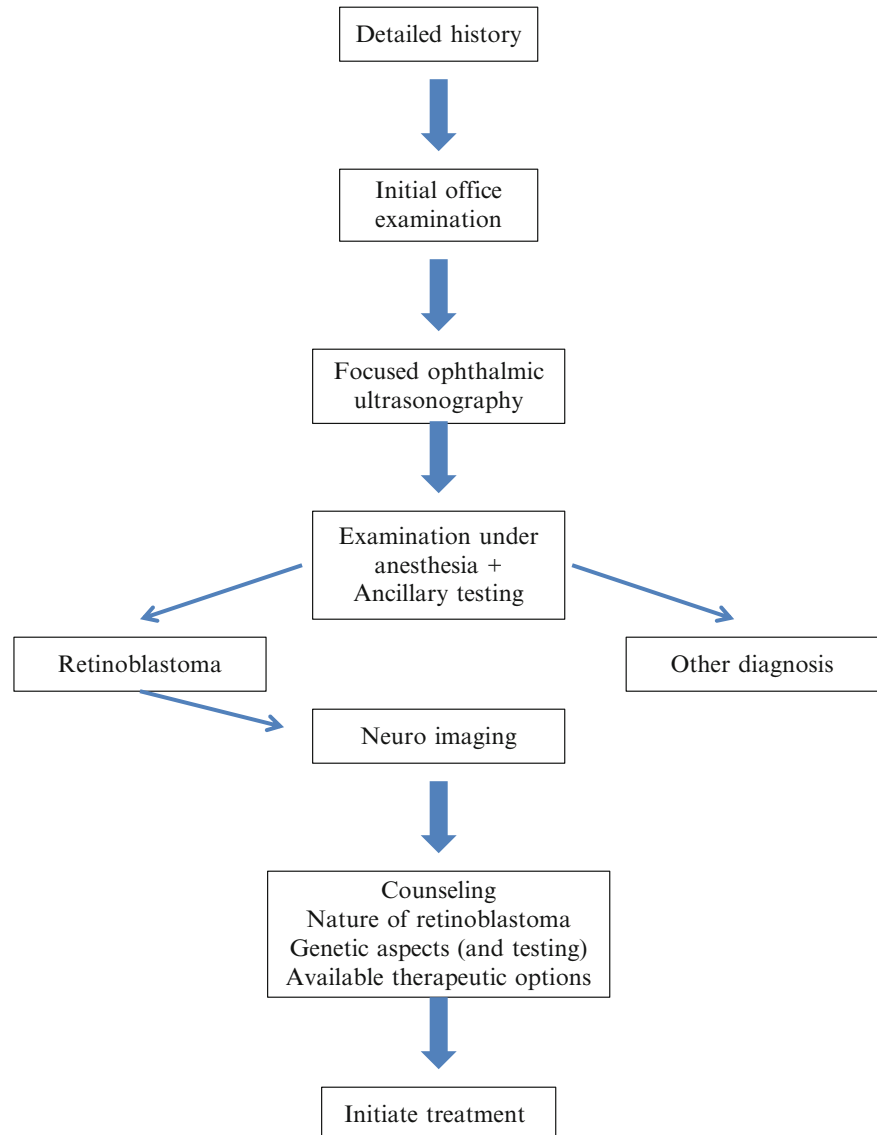 Detailed history
Initial office
examination
Focused ophthalmic
ultrasonography
Examination under
anesthesia +
Ancillary testing
Retinoblastoma
Other diagnosis
Neuro imaging
Counseling
Nature of retinoblastoma
Genetic aspects (and testing)
Available therapeutic options
Initiate treatment